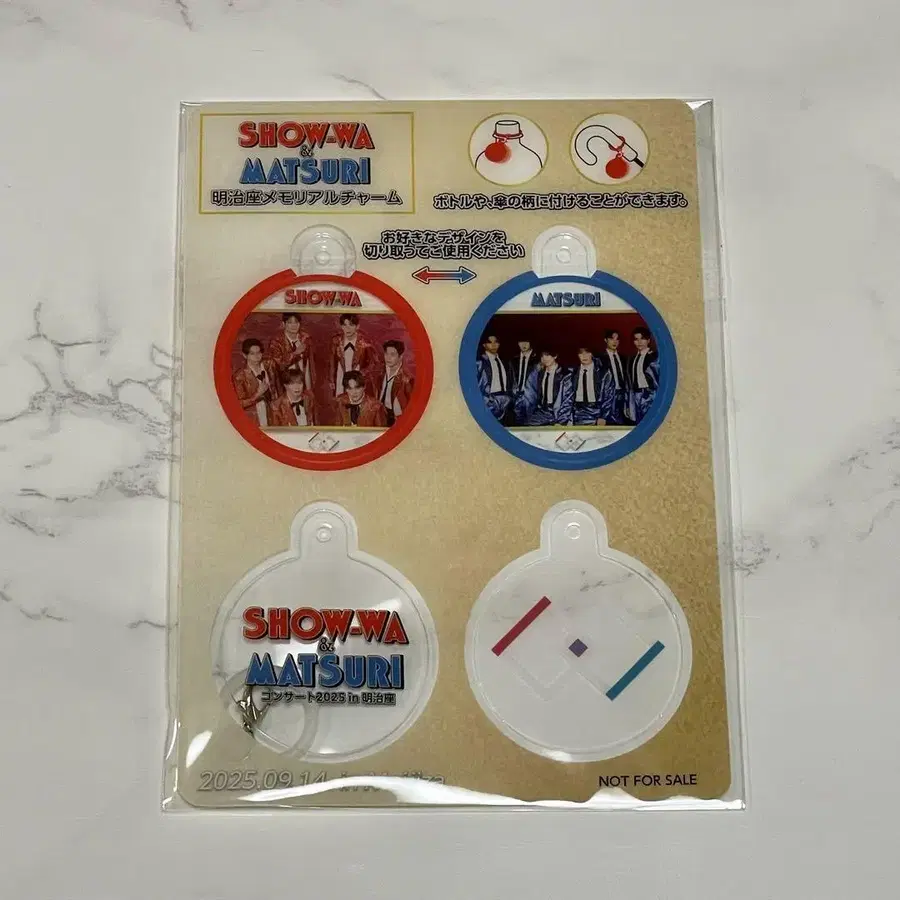 SHOW-WA
&
MATSURI
明治座メモリアルチャーム
ボトルや、傘の柄に付けることができます。
お好きなデザインを
切り取ってご使用ください
SHOW-WA
MATSURI
SHOW-WA
&
MATSURI
コンサート2025 in 明治座
2025.09.14
NOT FOR SALE